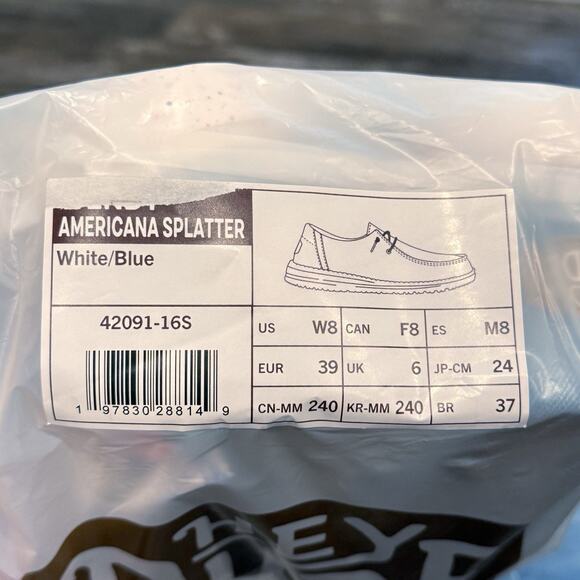 AMERICANA SPLATTER
White/Blue
42091-16S
1 97830 28814 9
US W8 CAN F8 ES M8
EUR 39 UK 6 JP-CM 24
CN-MM 240 KR-MM 240 BR 37
HEY